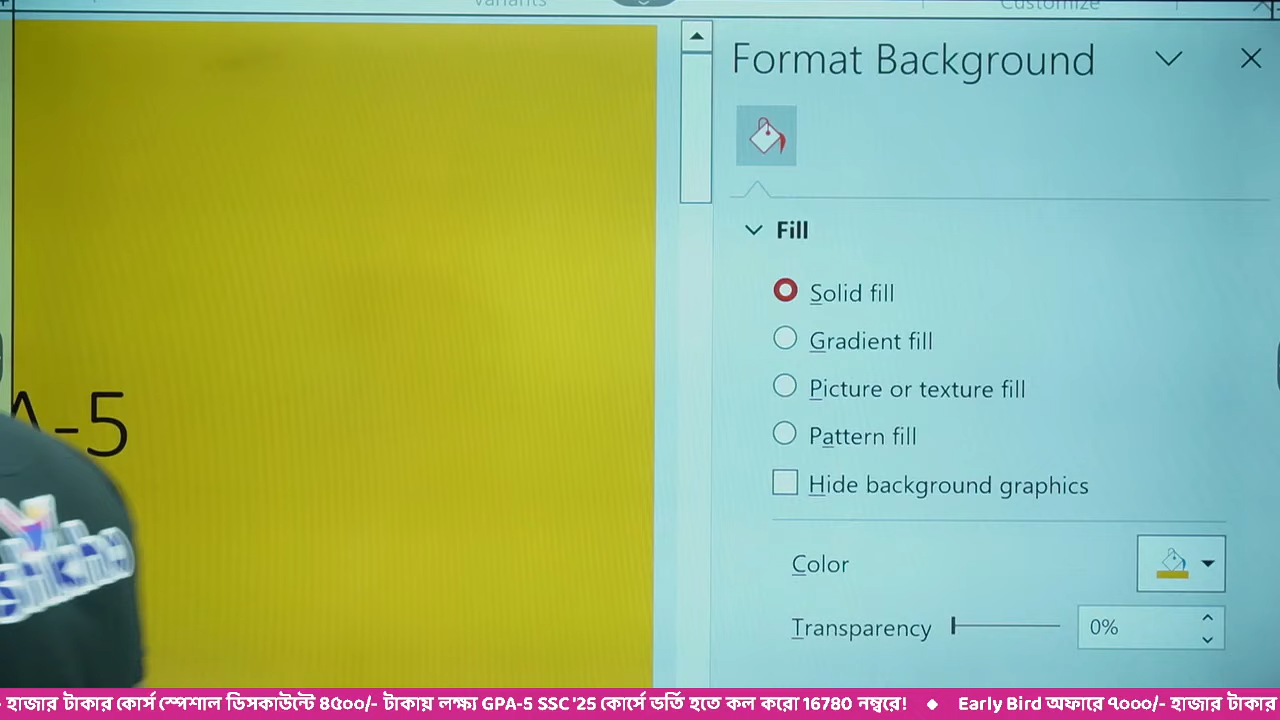 Variants
Customize
Format Background
Fill
Solid fill
Gradient fill
Picture or texture fill
Pattern fill
Hide background graphics
Color
Transparency
0%
A-5
হাজার টাকার কোর্স স্পেশাল ডিসকাউন্টে ৪৫০০/- টাকায় লক্ষ্য GPA-5 SSC '25 কোর্সে ভর্তি হতে কল করো 16780 নম্বরে! ◆ Early Bird অফারে ৭০০০/- হাজার টাকার